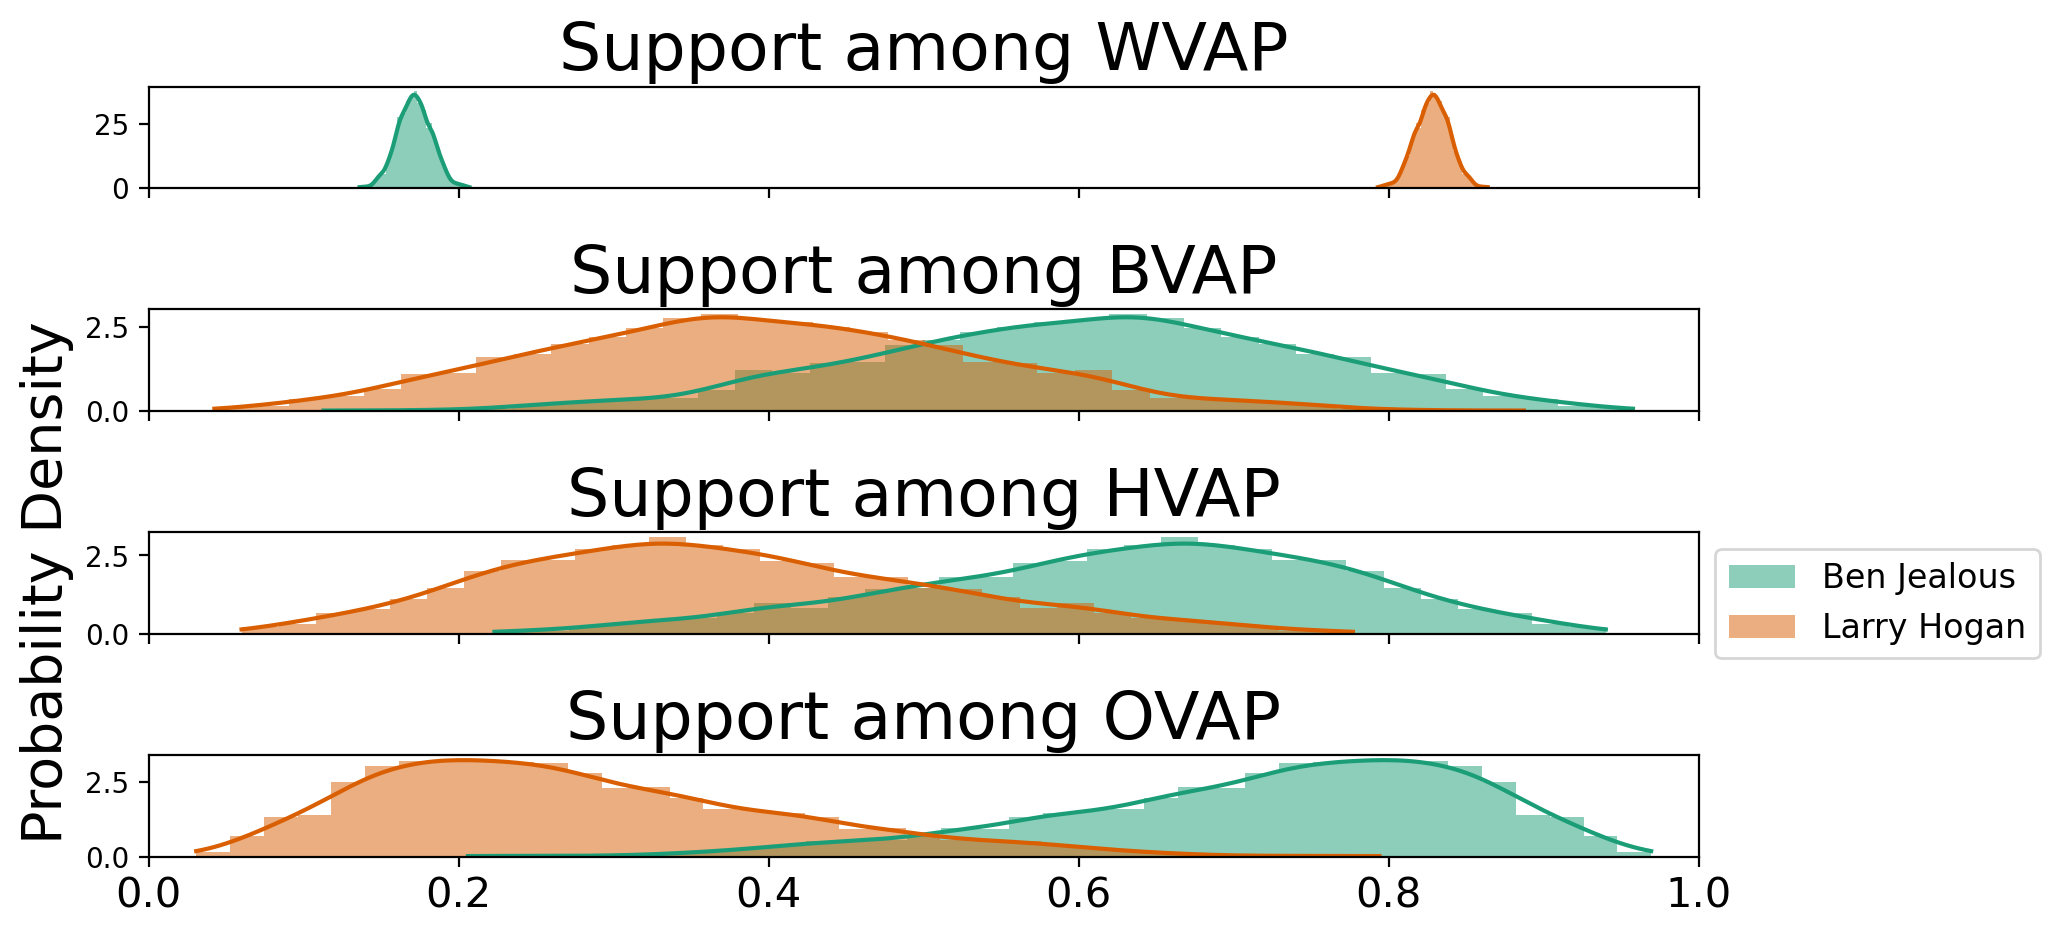 Support among WVAP
25
0
Support among BVAP
2.5
0.0
Support among HVAP
2.5
0.0
Support among OVAP
2.5
0.0
0.0 0.2 0.4 0.6 0.8 1.0
Probability Density
Ben Jealous
Larry Hogan